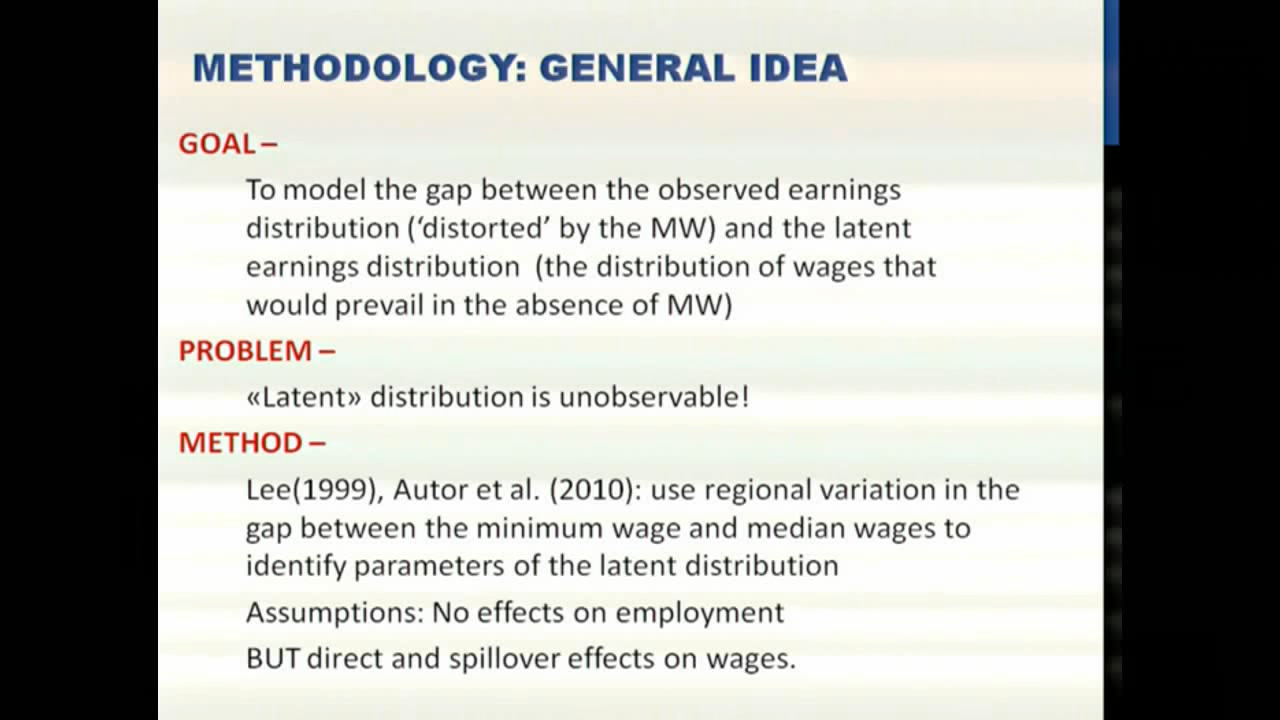 METHODOLOGY: GENERAL IDEA
GOAL –
To model the gap between the observed earnings
distribution (‘distorted’ by the MW) and the latent
earnings distribution (the distribution of wages that
would prevail in the absence of MW)
PROBLEM –
«Latent» distribution is unobservable!
METHOD –
Lee(1999), Autor et al. (2010): use regional variation in the
gap between the minimum wage and median wages to
identify parameters of the latent distribution
Assumptions: No effects on employment
BUT direct and spillover effects on wages.